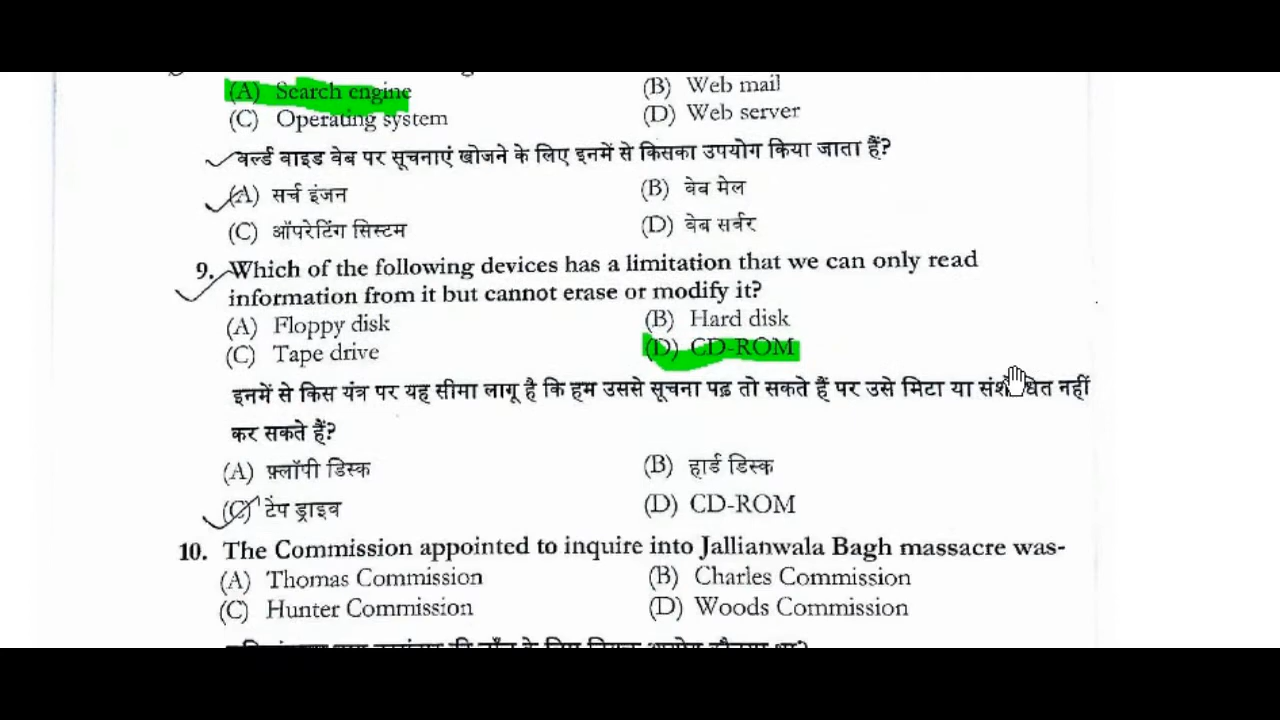 (A) Search engine (B) Web mail
(C) Operating system (D) Web server
वर्ल्ड वाइड वेब पर सूचनाएं खोजने के लिए इनमें से किसका उपयोग किया जाता हैं?
(A) सर्च इंजन (B) वेब मेल
(C) ऑपरेटिंग सिस्टम (D) वेब सर्वर
9. Which of the following devices has a limitation that we can only read
information from it but cannot erase or modify it?
(A) Floppy disk (B) Hard disk
(C) Tape drive (D) CD-ROM
इनमें से किस यंत्र पर यह सीमा लागू है कि हम उससे सूचना पढ़ तो सकते हैं पर उसे मिटा या नहीं
कर सकते हैं?
(A) फ़्लॉपी डिस्क (B) हार्ड डिस्क
(C) टेप ड्राइव (D) CD-ROM
10. The Commission appointed to inquire into Jallianwala Bagh massacre was-
(A) Thomas Commission (B) Charles Commission
(C) Hunter Commission (D) Woods Commission